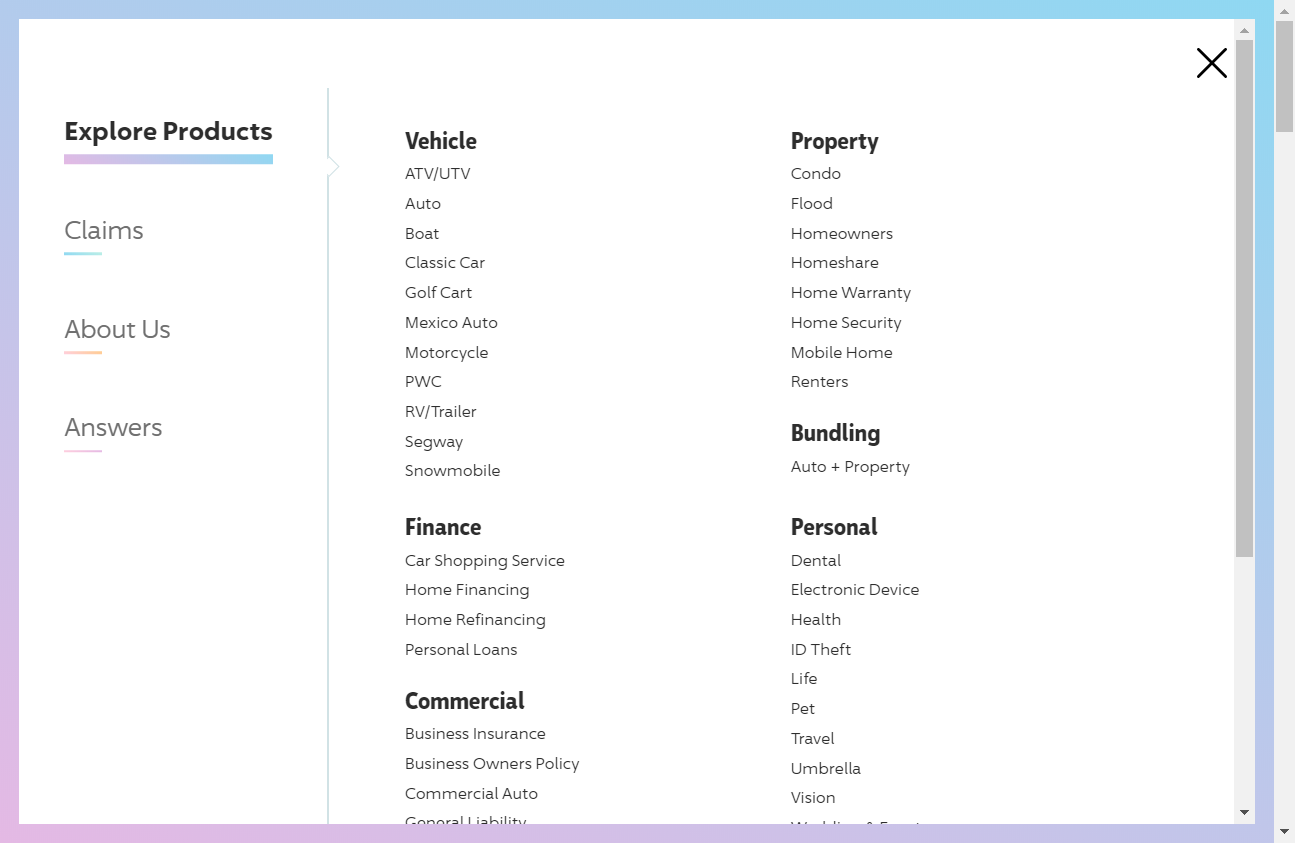 Explore Products
Claims
About Us
Answers
Vehicle
ATV/UTV
Auto
Boat
Classic Car
Golf Cart
Mexico Auto
Motorcycle
PWC
RV/Trailer
Segway
Snowmobile
Finance
Car Shopping Service
Home Financing
Home Refinancing
Personal Loans
Commercial
Business Insurance
Business Owners Policy
Commercial Auto
General Liability
Property
Condo
Flood
Homeowners
Homeshare
Home Warranty
Home Security
Mobile Home
Renters
Bundling
Auto + Property
Personal
Dental
Electronic Device
Health
ID Theft
Life
Pet
Travel
Umbrella
Vision